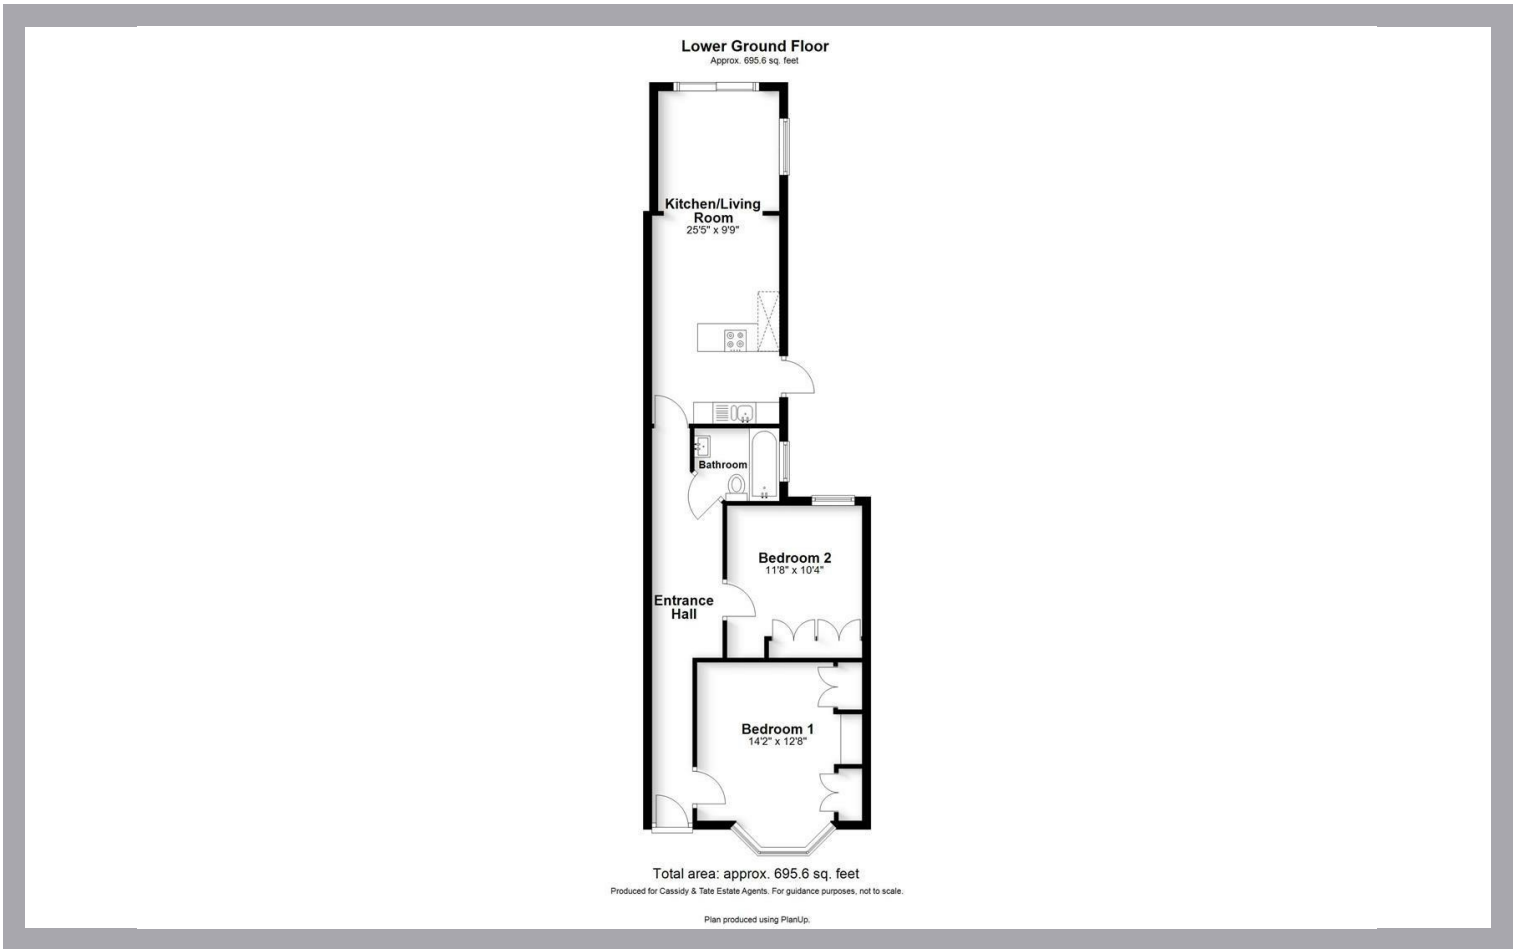 Lower Ground Floor
Approx. 695.6 sq. feet
Kitchen/Living
Room
25'5" x 9'9"
Bathroom
Bedroom 2
11'8" x 10'4"
Entrance
Hall
Bedroom 1
14'2" x 12'8"
Total area: approx. 695.6 sq. feet
Produced for Cassidy & Tate Estate Agents. For guidance purposes, not to scale.
Plan produced using PlanUp.